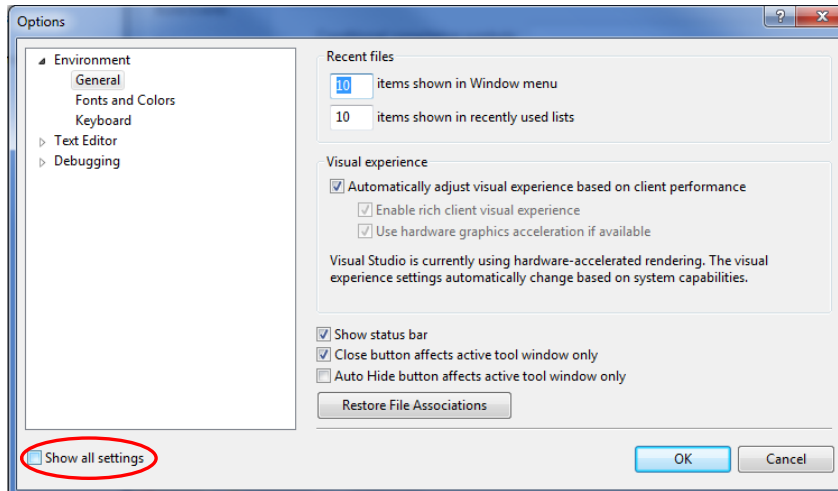 Options
Environment
General
Fonts and Colors
Keyboard
Text Editor
Debugging
Recent files
10 items shown in Window menu
10 items shown in recently used lists
Visual experience
Automatically adjust visual experience based on client performance
Enable rich client visual experience
Use hardware graphics acceleration if available
Visual Studio is currently using hardware-accelerated rendering. The visual
experience settings automatically change based on system capabilities.
Show status bar
Close button affects active tool window only
Auto Hide button affects active tool window only
Restore File Associations
Show all settings
OK
Cancel